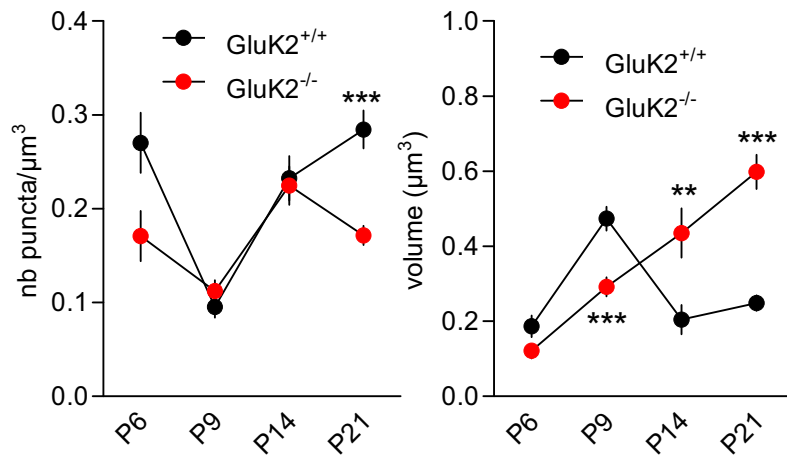 0.4
0.3
0.2
0.1
0.0
nb puncta/µm³
GluK2+/+
GluK2-/-
***
P6
P9
P14
P21
1.0
0.8
0.6
0.4
0.2
0.0
volume (µm³)
GluK2+/+
GluK2-/-
***
**
***
P6
P9
P14
P21